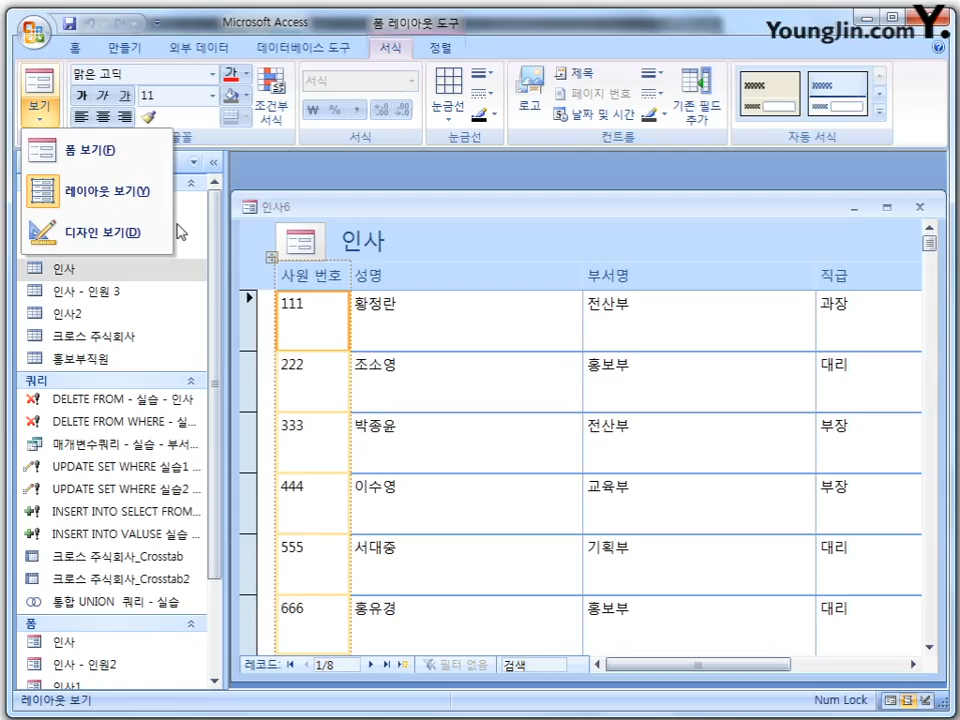 Microsoft Access
폼 레이아웃 도구
YoungJin.com Y.
홈 만들기 외부 데이터 데이터베이스 도구 서식 정렬
보기
맑은 고딕
가 가 가 11
조건부
서식
서식
눈금선
눈금선
로고
제목
페이지 번호
날짜 및 시간
기존 필드
추가
컨트롤
자동 서식
폼 보기(F)
레이아웃 보기(Y)
디자인 보기(D)
인사
인사 - 인원 3
인사2
크로스 주식회사
홍보부직원
쿼리
DELETE FROM - 실습 - 인사
DELETE FROM WHERE - 실...
매개변수쿼리 - 실습 - 부서...
UPDATE SET WHERE 실습1 ...
UPDATE SET WHERE 실습2 ...
INSERT INTO SELECT FROM...
INSERT INTO VALUSE 실습 ...
크로스 주식회사_Crosstab
크로스 주식회사_Crosstab2
통합 UNION 쿼리 - 실습
폼
인사
인사 - 인원2
인사1
인사6
인사
사원 번호 성명 부서명 직급
111 황정란 전산부 과장
222 조소영 홍보부 대리
333 박종윤 전산부 부장
444 이수영 교육부 부장
555 서대중 기획부 대리
666 홍유경 홍보부 대리
레코드: 1/8 필터 없음 검색
레이아웃 보기
Num Lock